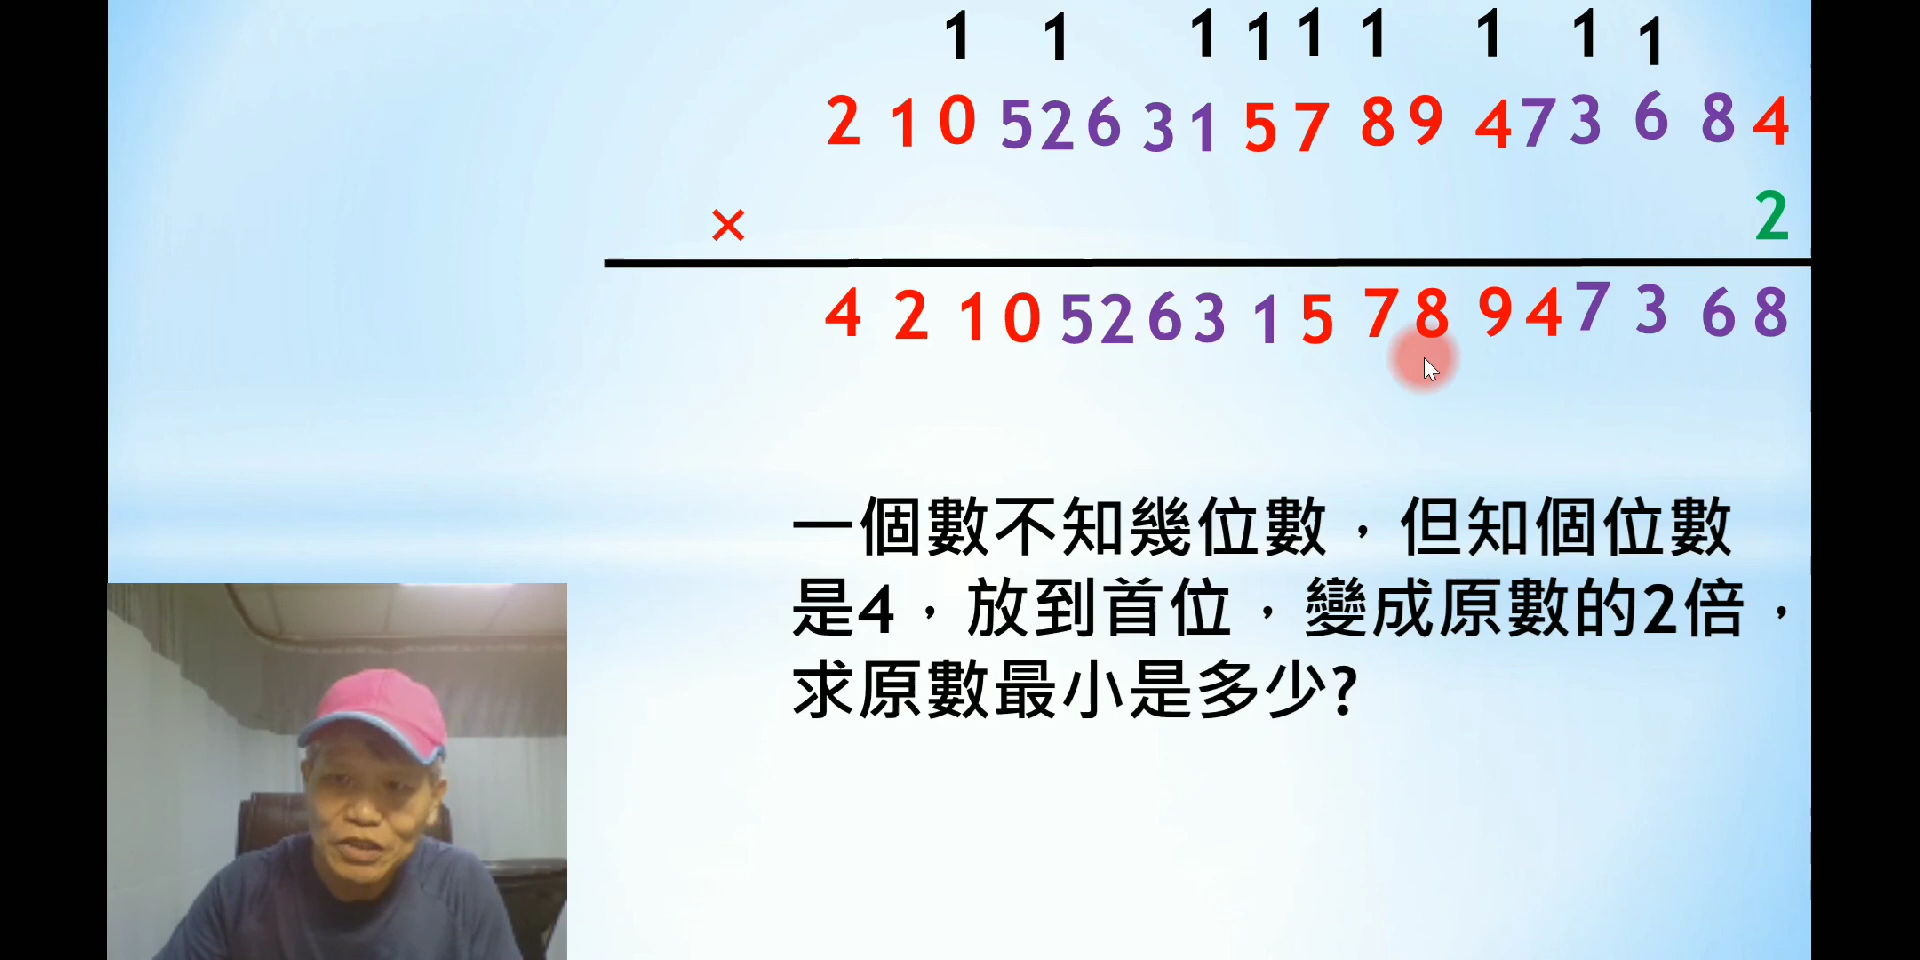 1 1 1 1 1 1 1 1 1
2 1 0 5 2 6 3 1 5 7 8 9 4 7 3 6 8 4
× 2
4 2 1 0 5 2 6 3 1 5 7 8 9 4 7 3 6 8
一個數不知幾位數，但知個位數
是4，放到首位，變成原數的2倍，
求原數最小是多少?